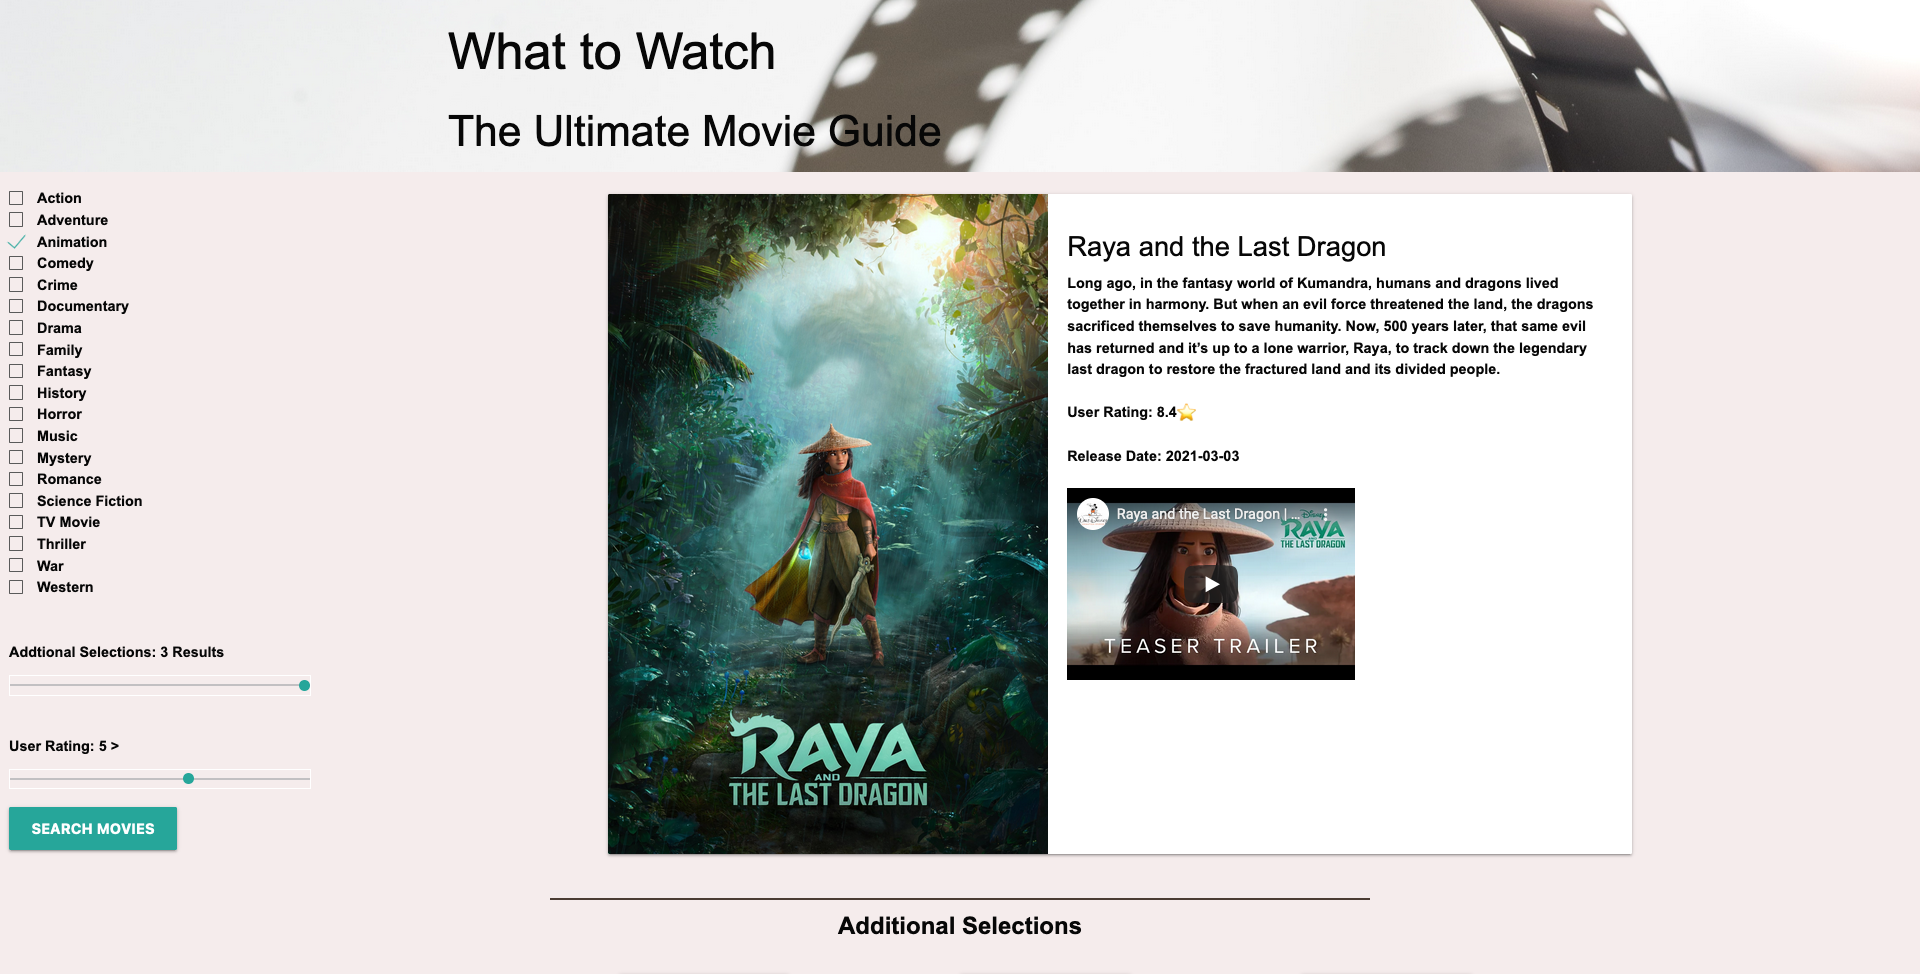 What to Watch
The Ultimate Movie Guide
Action
Adventure
Animation
Comedy
Crime
Documentary
Drama
Family
Fantasy
History
Horror
Music
Mystery
Romance
Science Fiction
TV Movie
Thriller
War
Western
Addtional Selections: 3 Results
User Rating: 5 >
SEARCH MOVIES
RAYA
AND
THE LAST DRAGON
Raya and the Last Dragon
Long ago, in the fantasy world of Kumandra, humans and dragons lived
together in harmony. But when an evil force threatened the land, the dragons
sacrificed themselves to save humanity. Now, 500 years later, that same evil
has returned and it’s up to a lone warrior, Raya, to track down the legendary
last dragon to restore the fractured land and its divided people.
User Rating: 8.4⭐
Release Date: 2021-03-03
Raya and the Last Dragon | ...
Disney
RAYA
THE LAST DRAGON
TEASER TRAILER
Additional Selections